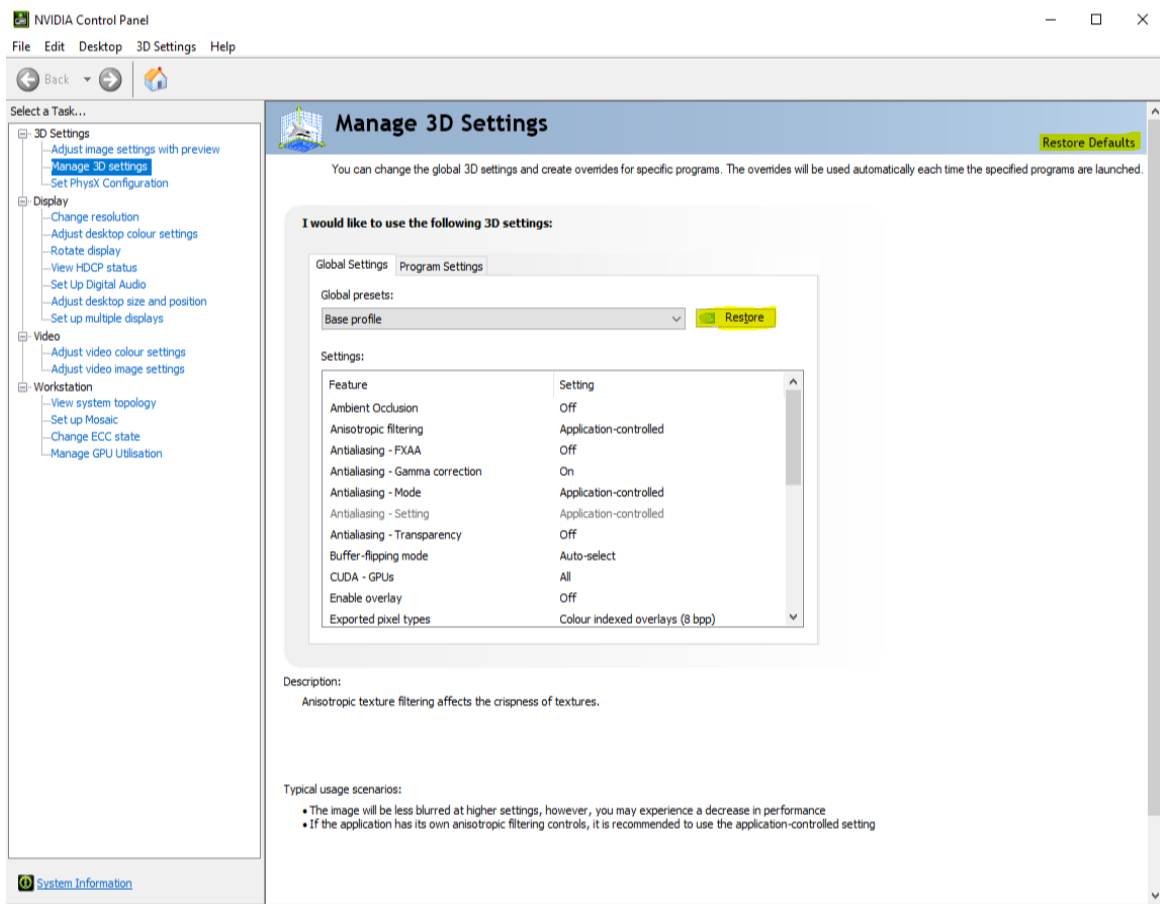 NVIDIA Control Panel
File Edit Desktop 3D Settings Help
Back
Select a Task...
3D Settings
Adjust image settings with preview
Manage 3D settings
Set PhysX Configuration
Display
Change resolution
Adjust desktop colour settings
Rotate display
View HDCP status
Set Up Digital Audio
Adjust desktop size and position
Set up multiple displays
Video
Adjust video colour settings
Adjust video image settings
Workstation
View system topology
Set up Mosaic
Change ECC state
Manage GPU Utilisation
System Information
Manage 3D Settings
Restore Defaults
You can change the global 3D settings and create overrides for specific programs. The overrides will be used automatically each time the specified programs are launched.
I would like to use the following 3D settings:
Global Settings Program Settings
Global presets:
Base profile Restore
Settings:
Feature Setting
Ambient Occlusion Off
Anisotropic filtering Application-controlled
Antialiasing - FXAA Off
Antialiasing - Gamma correction On
Antialiasing - Mode Application-controlled
Antialiasing - Setting Application-controlled
Antialiasing - Transparency Off
Buffer-flipping mode Auto-select
CUDA - GPUs All
Enable overlay Off
Exported pixel types Colour indexed overlays (8 bpp)
Description:
Anisotropic texture filtering affects the crispness of textures.
Typical usage scenarios:
• The image will be less blurred at higher settings, however, you may experience a decrease in performance
• If the application has its own anisotropic filtering controls, it is recommended to use the application-controlled setting